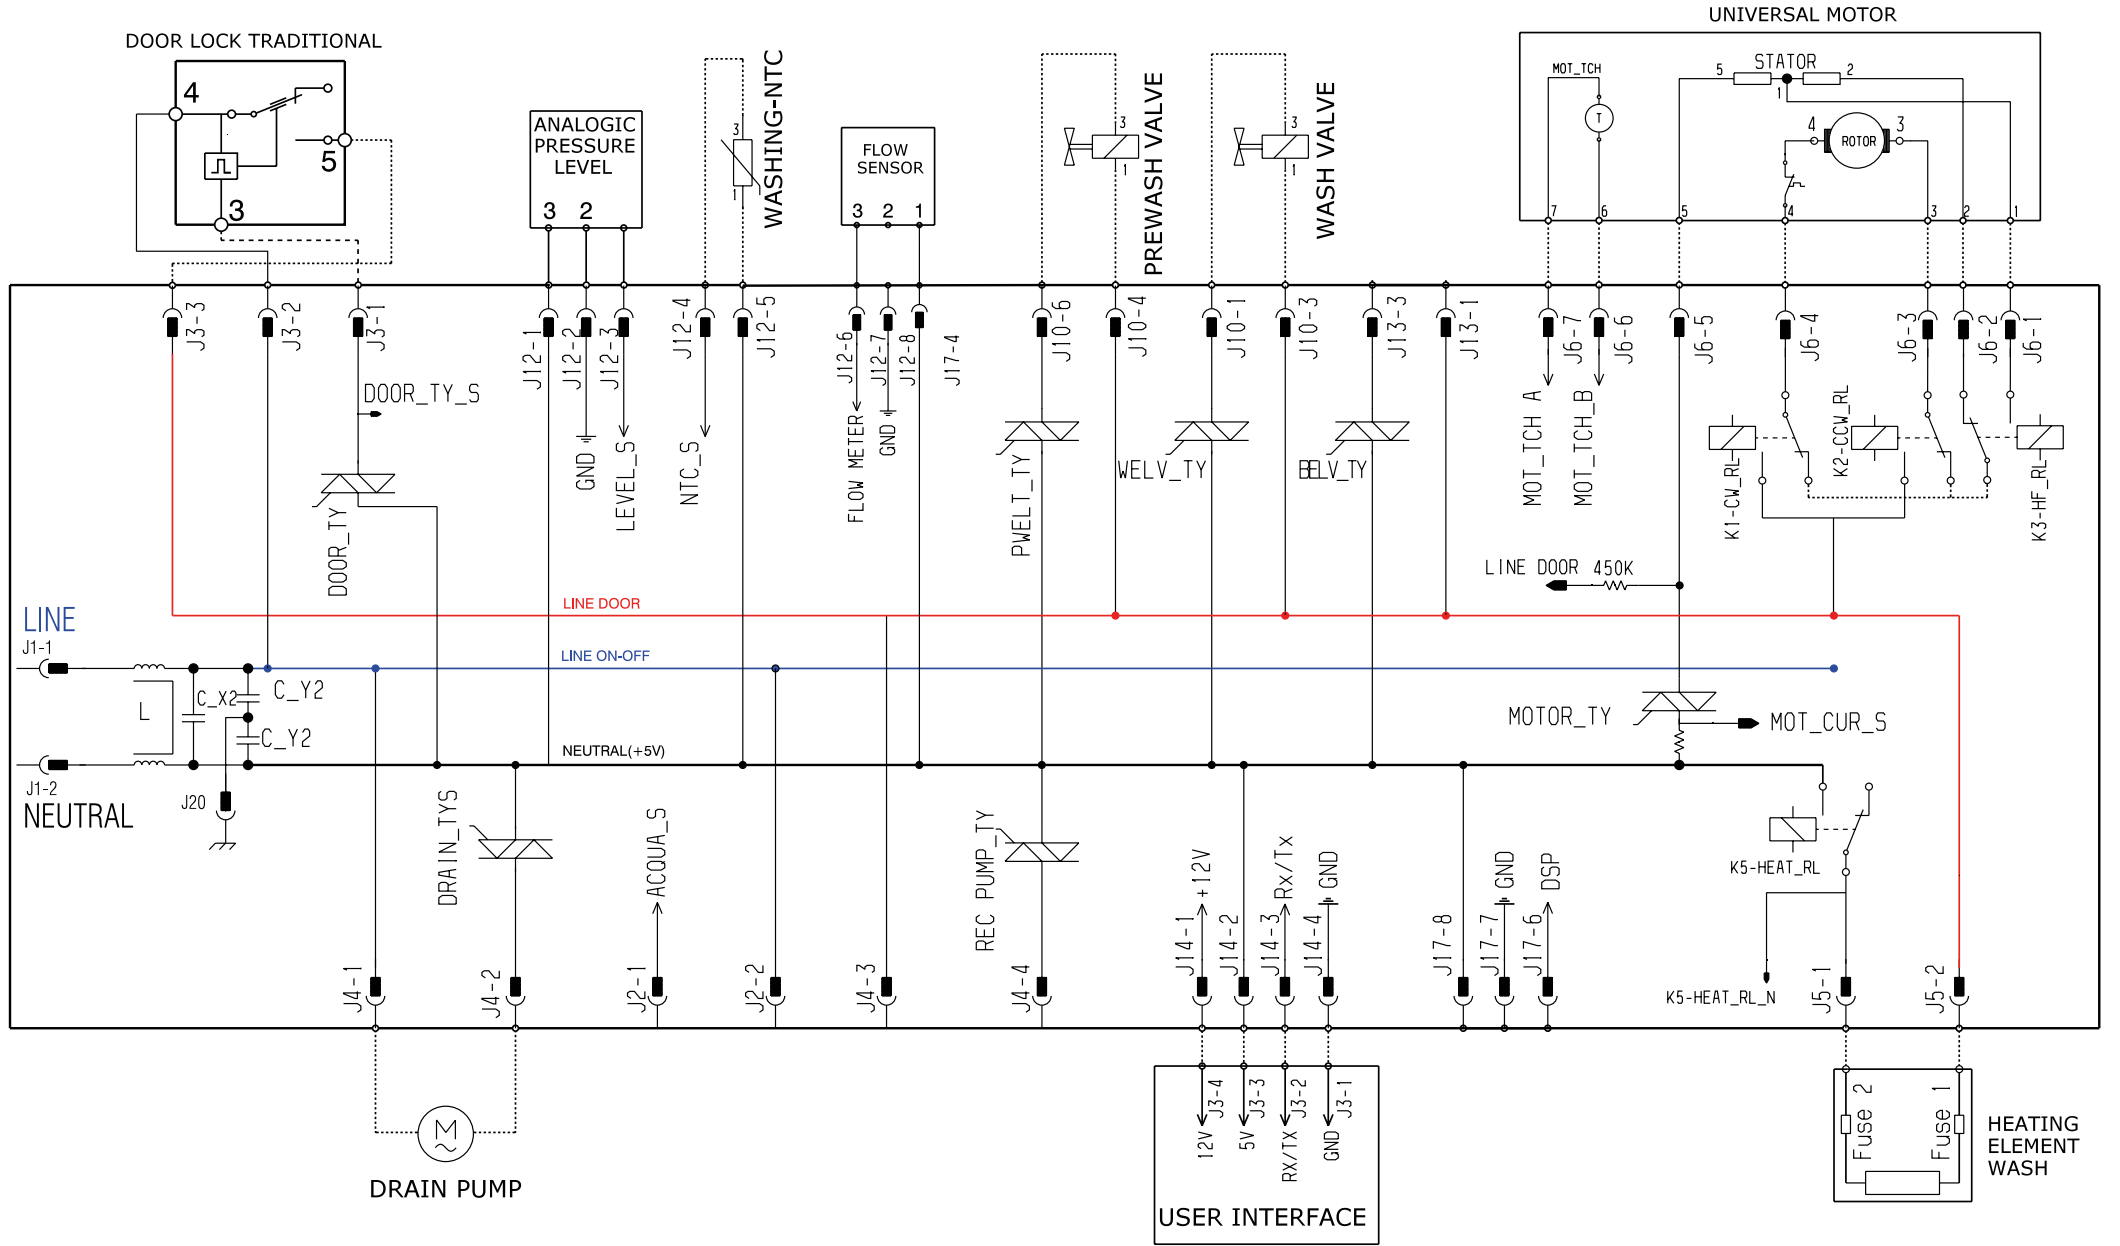 UNIVERSAL MOTOR
DOOR LOCK TRADITIONAL
4
5
3
ANALOGIC
PRESSURE
LEVEL
3 2
WASHING-NTC
3
1
FLOW
SENSOR
3 2 1
PREWASH VALVE
3
1
WASH VALVE
3
1
MOT_TCH
T
STATOR
5 2
1
4 3
ROTOR
7 6 5 4 3 2 1
J3-3
J3-2
J3-1
J12-1
J12-2
J12-3
J12-4
J12-5
J12-6
J12-7
J12-8
J17-4
J10-6
J10-4
J10-1
J10-3
J13-3
J13-1
J6-7
J6-6
J6-5
J6-4
J6-3
J6-2
J6-1
DOOR_TY_S
DOOR_TY
GND
LEVEL_S
NTC_S
FLOW METER
GND
PWELT_TY
WELV_TY
BELV_TY
MOT_TCH A
MOT_TCH_B
K1-CW_RL
K2-CCW_RL
K3-HF_RL
LINE DOOR 450K
LINE DOOR
LINE
J1-1
LINE ON-OFF
L
C_X2
C_Y2
C_Y2
NEUTRAL(+5V)
J1-2
NEUTRAL
J20
MOTOR_TY
MOT_CUR_S
DRAIN_TYS
ACQUA_S
REC PUMP_TY
+12V
Rx/Tx
GND
GND
DSP
K5-HEAT_RL
K5-HEAT_RL_N
J4-1
J4-2
J2-1
J2-2
J4-3
J4-4
J14-1
J14-2
J14-3
J14-4
J17-8
J17-7
J17-6
J5-1
J5-2
M
DRAIN PUMP
J3-4
J3-3
J3-2
J3-1
12V
5V
RX/TX
GND
USER INTERFACE
Fuse 2
Fuse 1
HEATING
ELEMENT
WASH